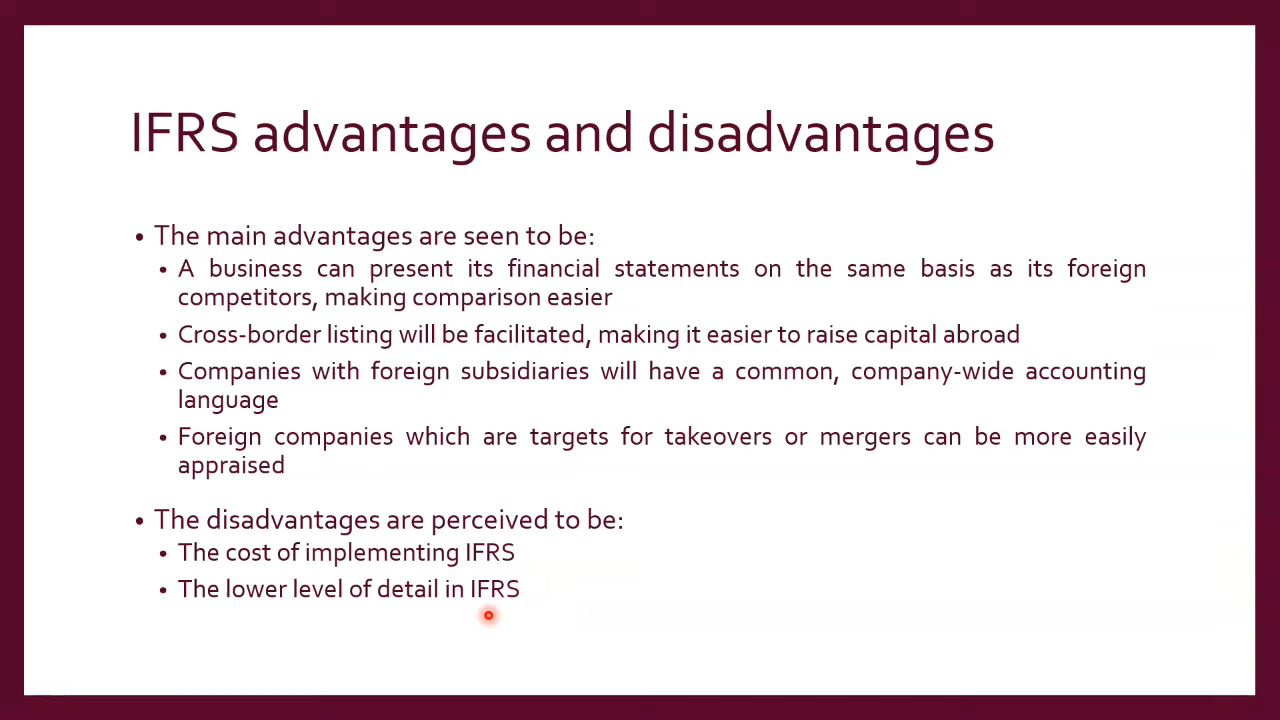 IFRS advantages and disadvantages
• The main advantages are seen to be:
• A business can present its financial statements on the same basis as its foreign
competitors, making comparison easier
• Cross-border listing will be facilitated, making it easier to raise capital abroad
• Companies with foreign subsidiaries will have a common, company-wide accounting
language
• Foreign companies which are targets for takeovers or mergers can be more easily
appraised
• The disadvantages are perceived to be:
• The cost of implementing IFRS
• The lower level of detail in IFRS